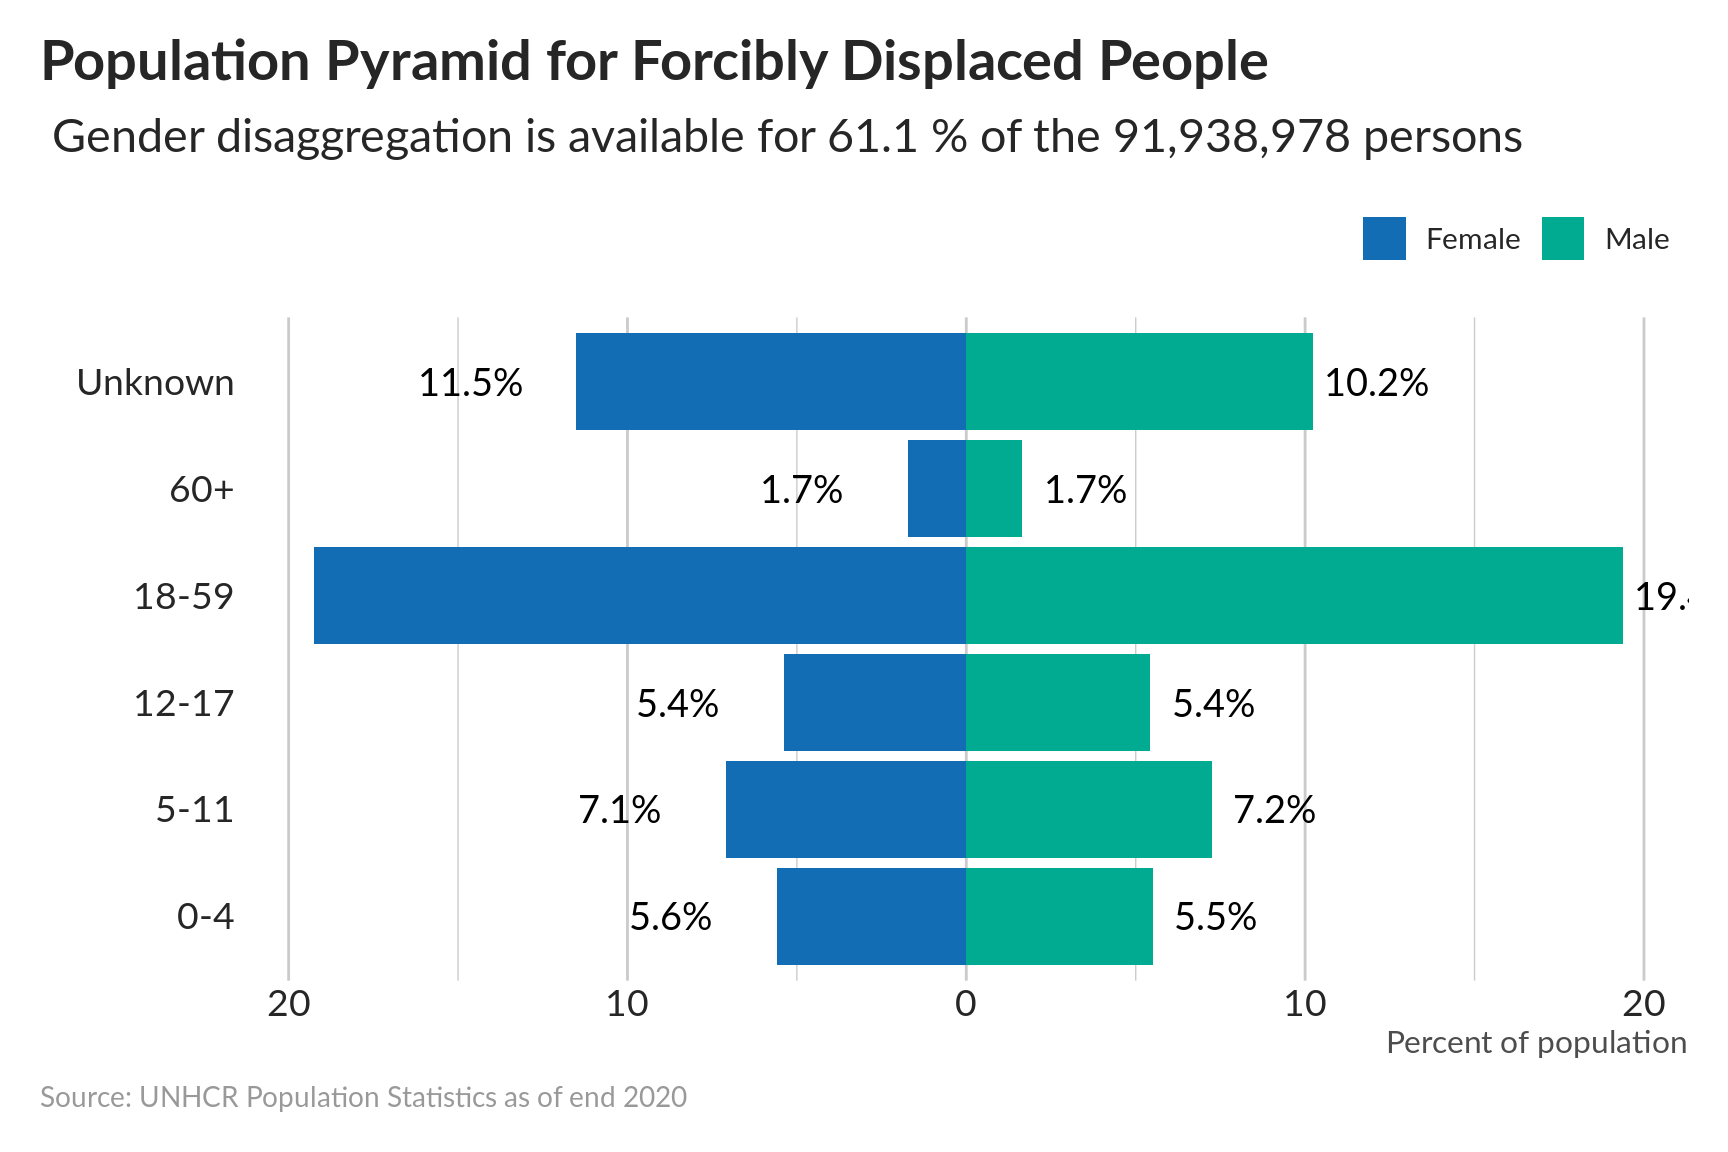 Population Pyramid for Forcibly Displaced People
Gender disaggregation is available for 61.1 % of the 91,938,978 persons
Female Male
Unknown 11.5% 10.2%
60+ 1.7% 1.7%
18-59 19.
12-17 5.4% 5.4%
5-11 7.1% 7.2%
0-4 5.6% 5.5%
20 10 0 10 20
Percent of population
Source: UNHCR Population Statistics as of end 2020